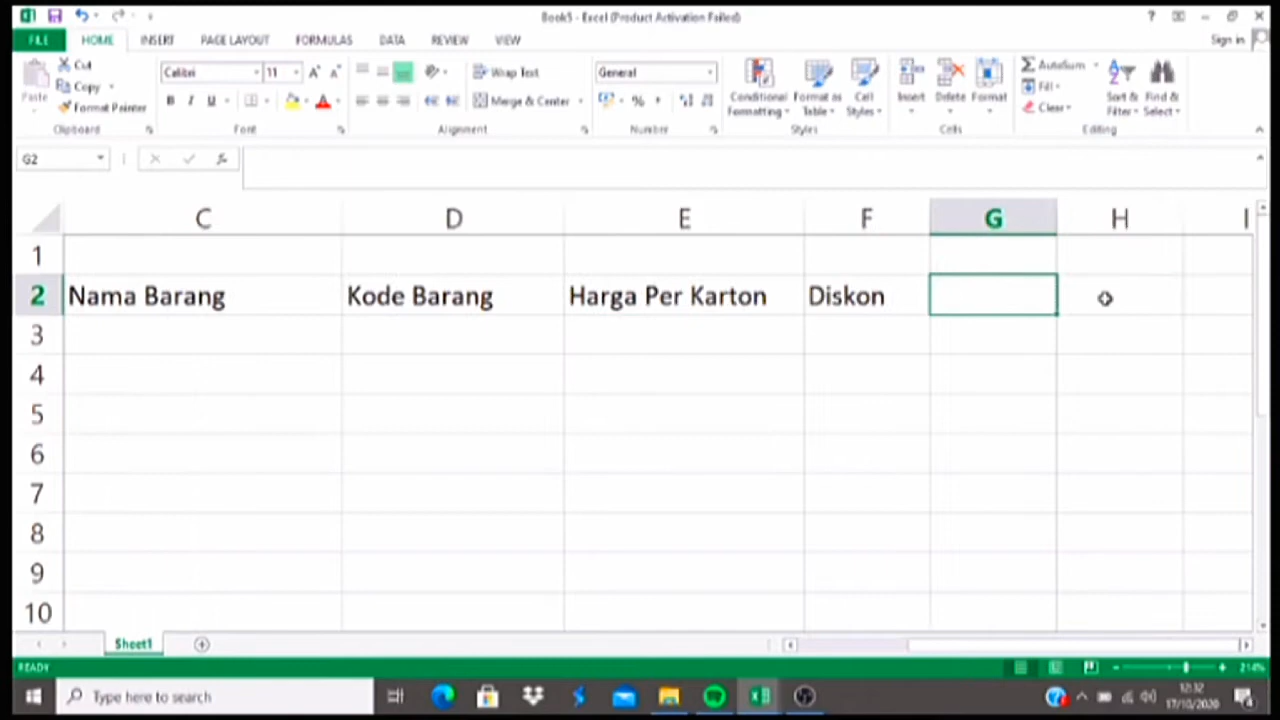 Book5 - Excel (Product Activation Failed)
FILE HOME INSERT PAGE LAYOUT FORMULAS DATA REVIEW VIEW Sign in
Paste
Cut
Copy
Format Painter
Clipboard
Calibri 11
B I U
Font
Wrap Text
Merge & Center
Alignment
General
%
Number
Conditional Formatting
Format as Table
Cell Styles
Styles
Insert Delete Format
Cells
AutoSum
Fill
Clear
Sort & Filter
Find & Select
Editing
G2
C D E F G H I
1
2 Nama Barang Kode Barang Harga Per Karton Diskon
3
4
5
6
7
8
9
10
Sheet1
READY 214%
Type here to search
12:32
17/10/2020